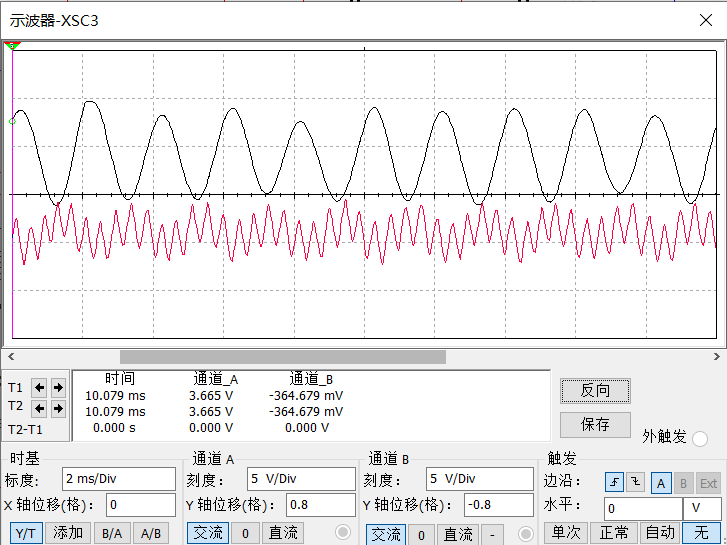 示波器-XSC3
T1
T2
T2-T1
时间 通道_A 通道_B
10.079 ms 3.665 V -364.679 mV
10.079 ms 3.665 V -364.679 mV
0.000 s 0.000 V 0.000 V
反向
保存
外触发
时基
标度: 2 ms/Div
X 轴位移(格): 0
Y/T 添加 B/A A/B
通道 A
刻度: 5 V/Div
Y 轴位移(格): 0.8
交流 0 直流
通道 B
刻度: 5 V/Div
Y 轴位移(格): -0.8
交流 0 直流 -
触发
边沿: A B Ext
水平: 0 V
单次 正常 自动 无